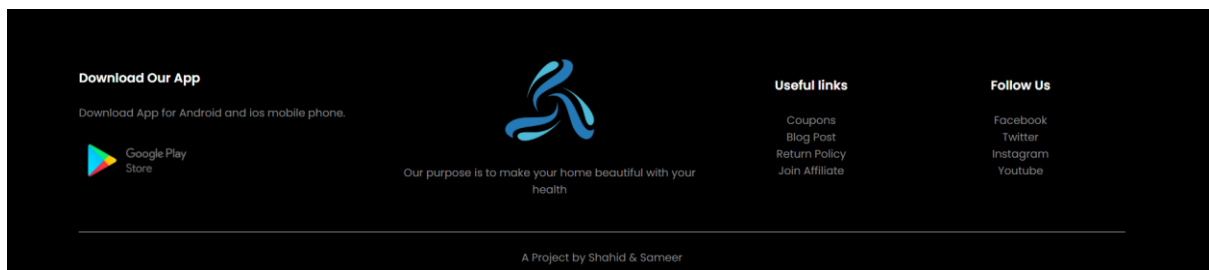 Download Our App
Download App for Android and ios mobile phone.
Google Play
Store
Our purpose is to make your home beautiful with your
health
Useful links
Coupons
Blog Post
Return Policy
Join Affiliate
Follow Us
Facebook
Twitter
Instagram
Youtube
A Project by Shahid & Sameer